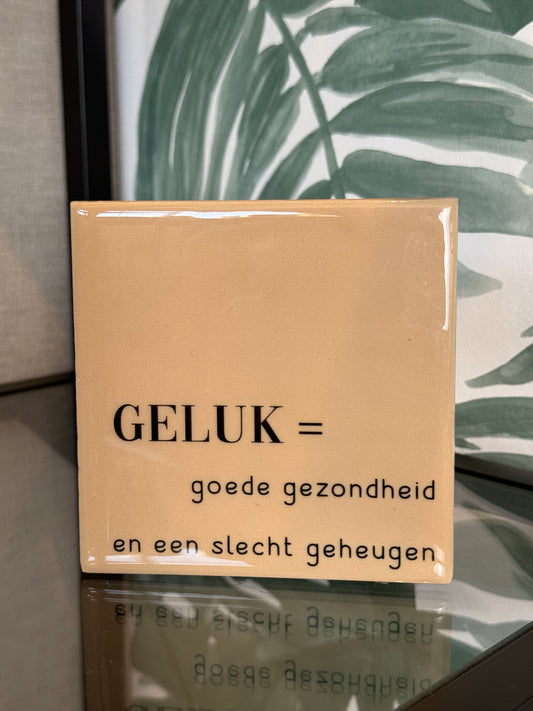 GELUK =
goede gezondheid
en een slecht geheugen